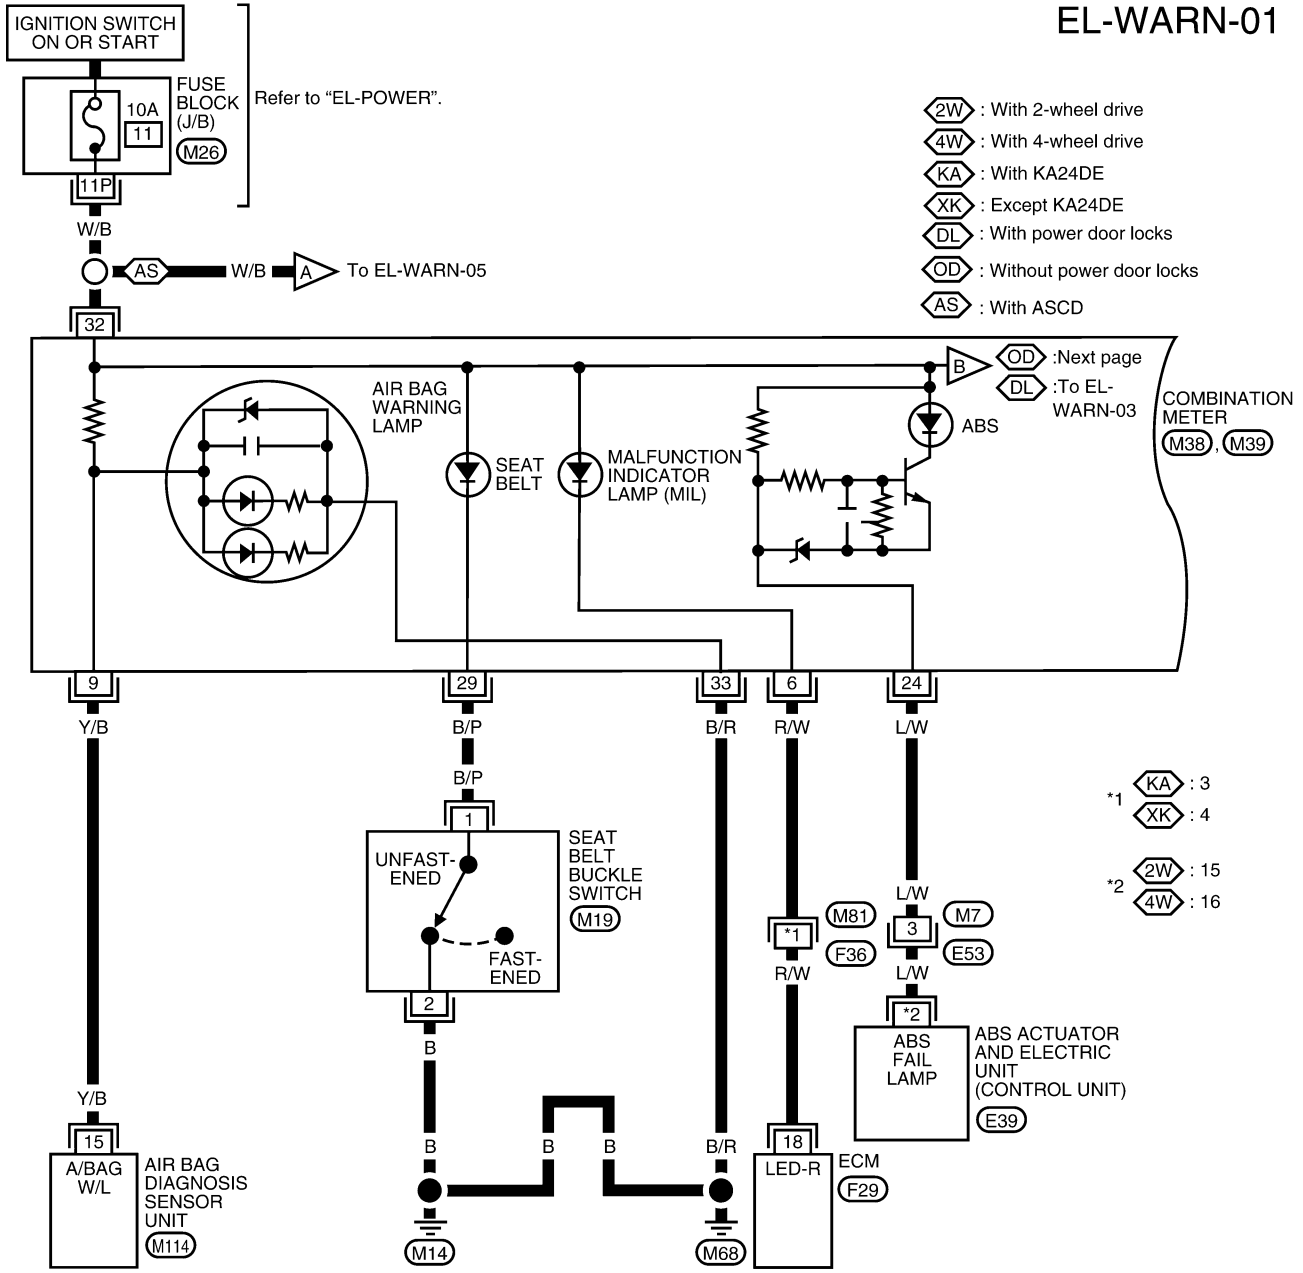 EL-WARN-01
IGNITION SWITCH
ON OR START
FUSE
BLOCK
(J/B)
M26
10A
11
Refer to “EL-POWER”.
11P
W/B
AS
W/B
A
To EL-WARN-05
32
2W : With 2-wheel drive
4W : With 4-wheel drive
KA : With KA24DE
XK : Except KA24DE
DL : With power door locks
OD : Without power door locks
AS : With ASCD
B
OD :Next page
DL :To EL-
WARN-03
COMBINATION
METER
M38 , M39
AIR BAG
WARNING
LAMP
SEAT
BELT
MALFUNCTION
INDICATOR
LAMP (MIL)
ABS
9
29
33
6
24
Y/B
B/P
B/R
R/W
L/W
B/P
1
UNFAST-
ENED
FAST-
ENED
SEAT
BELT
BUCKLE
SWITCH
M19
2
B
*1 KA : 3
XK : 4
*2 2W : 15
4W : 16
L/W
M81
*1
F36
R/W
M7
3
E53
L/W
*2
ABS
FAIL
LAMP
ABS ACTUATOR
AND ELECTRIC
UNIT
(CONTROL UNIT)
E39
Y/B
15
A/BAG
W/L
AIR BAG
DIAGNOSIS
SENSOR
UNIT
M114
B
B
B
B/R
M14
M68
18
LED-R
ECM
F29